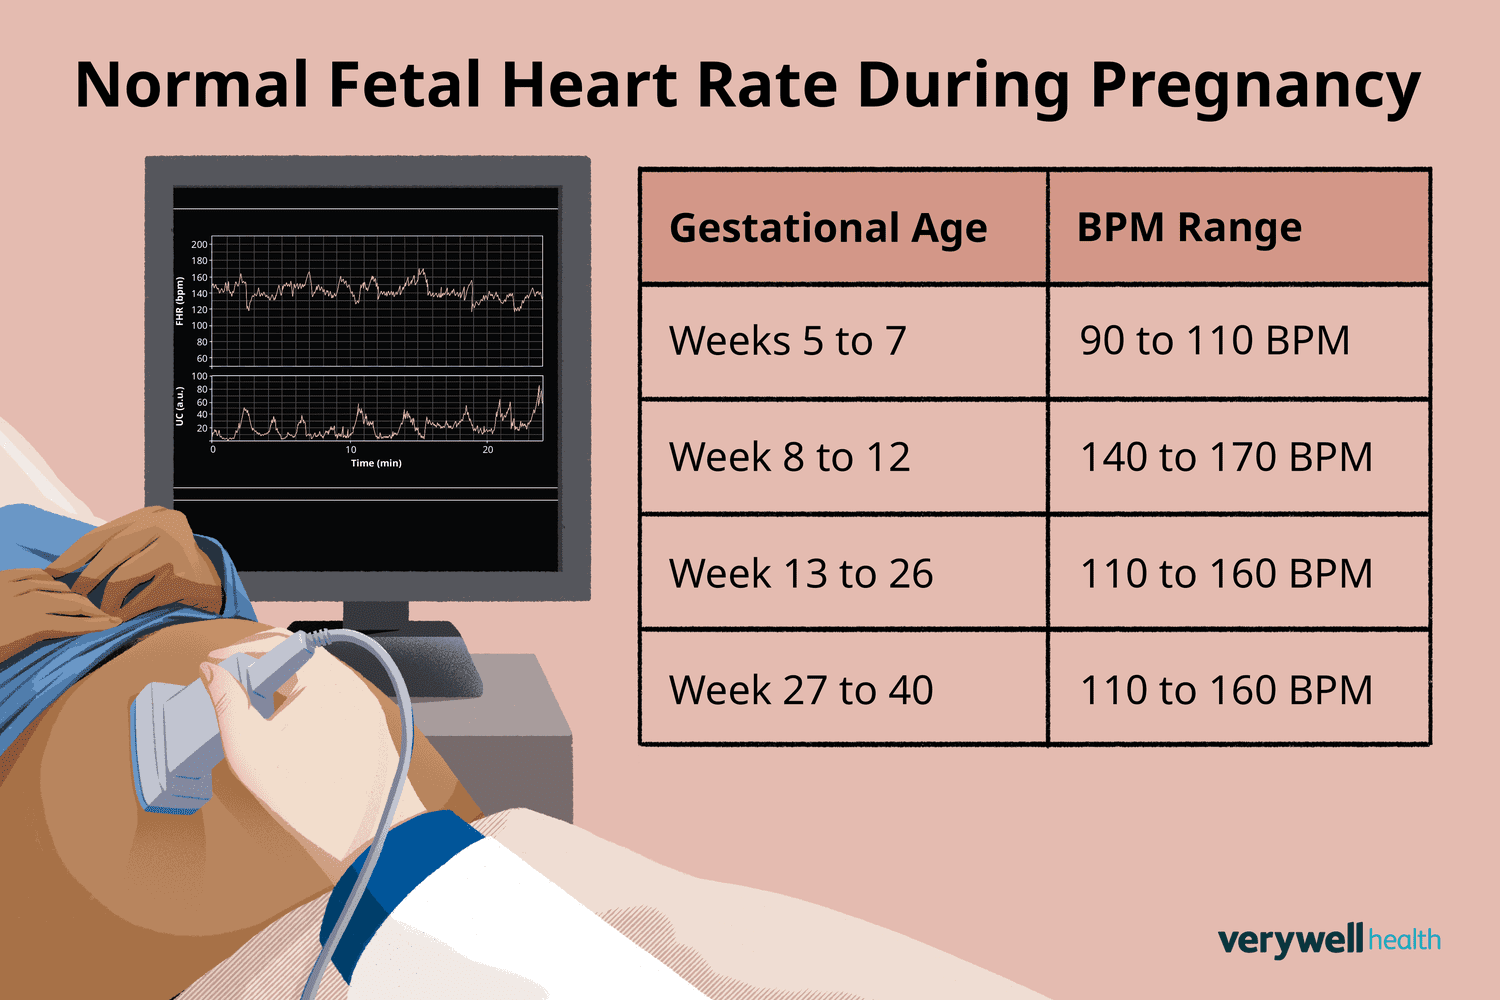 Normal Fetal Heart Rate During Pregnancy
FHR (bpm)
200
180
160
140
120
100
80
60
UC (a.u.)
100
80
60
40
20
0 10 20
Time (min)
Gestational Age BPM Range
Weeks 5 to 7 90 to 110 BPM
Week 8 to 12 140 to 170 BPM
Week 13 to 26 110 to 160 BPM
Week 27 to 40 110 to 160 BPM
verywell health